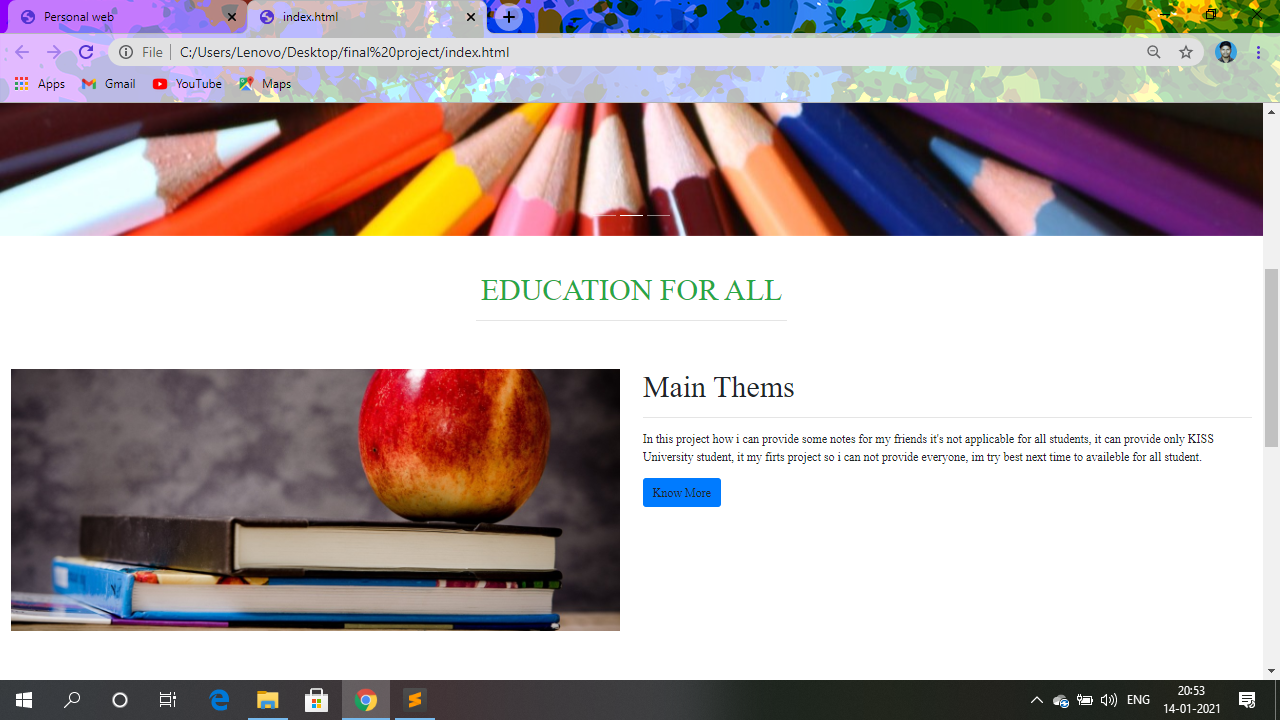 Personal web
index.html
File
C:/Users/Lenovo/Desktop/final%20project/index.html
Apps
Gmail
YouTube
Maps
EDUCATION FOR ALL
Main Thems
In this project how i can provide some notes for my friends it's not applicable for all students, it can provide only KISS
University student, it my firts project so i can not provide everyone, im try best next time to availeble for all student.
Know More
ENG
20:53
14-01-2021